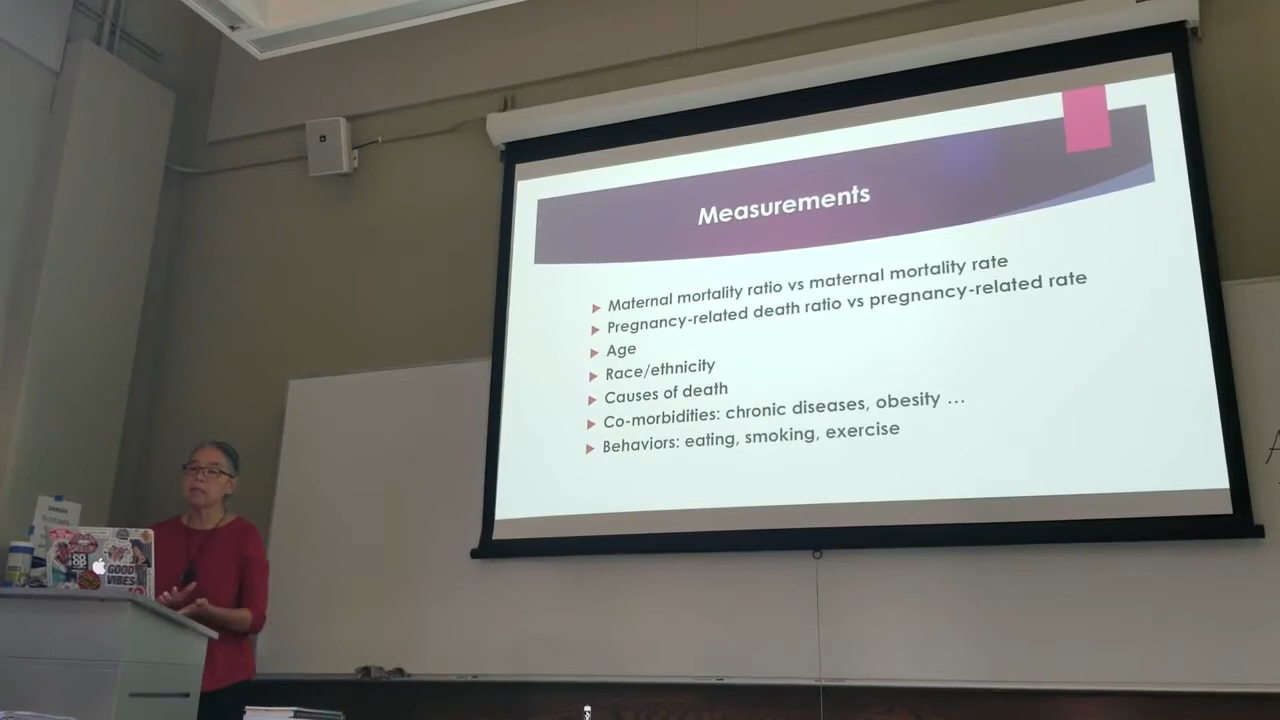 Measurements
Maternal mortality ratio vs maternal mortality rate
Pregnancy-related death ratio vs pregnancy-related rate
Age
Race/ethnicity
Causes of death
Co-morbidities: chronic diseases, obesity …
Behaviors: eating, smoking, exercise
GOOD
VIBES